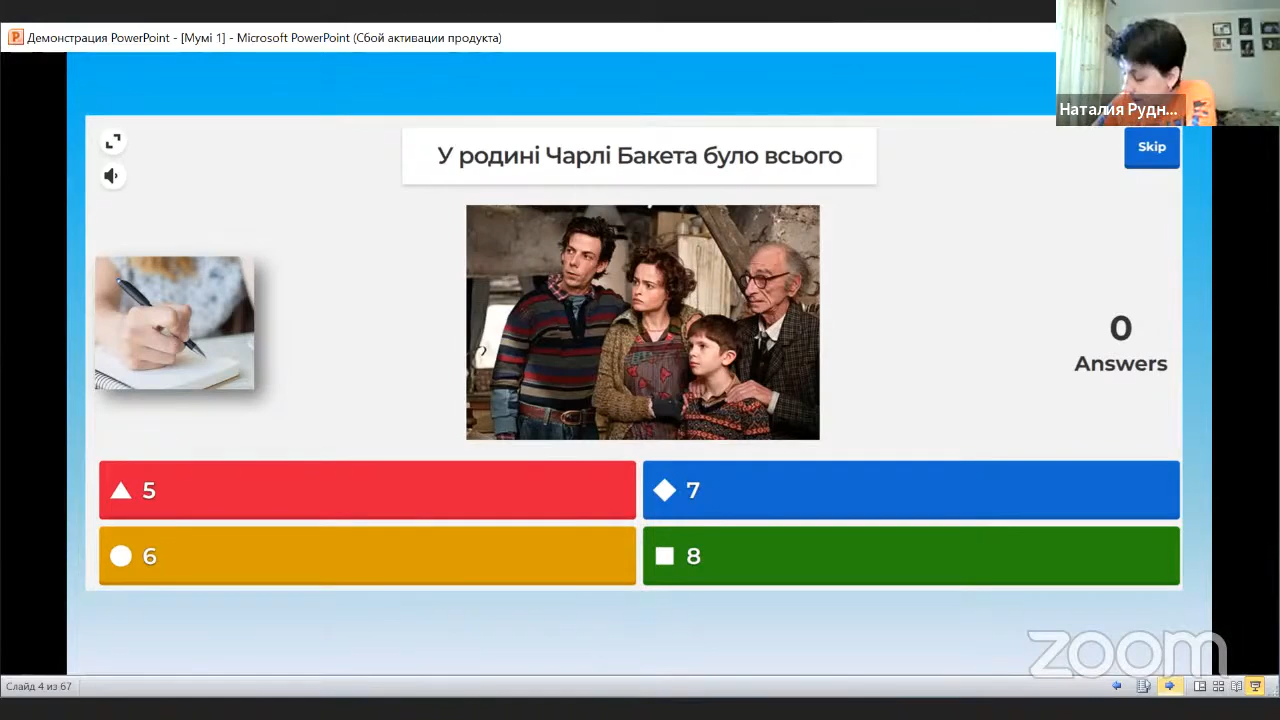 Демонстрация PowerPoint - [Мумі 1] - Microsoft PowerPoint (Сбой активации продукта)
Наталия Рудн...
Skip
У родині Чарлі Бакета було всього
0
Answers
5
7
6
8
zoom
Слайд 4 из 67